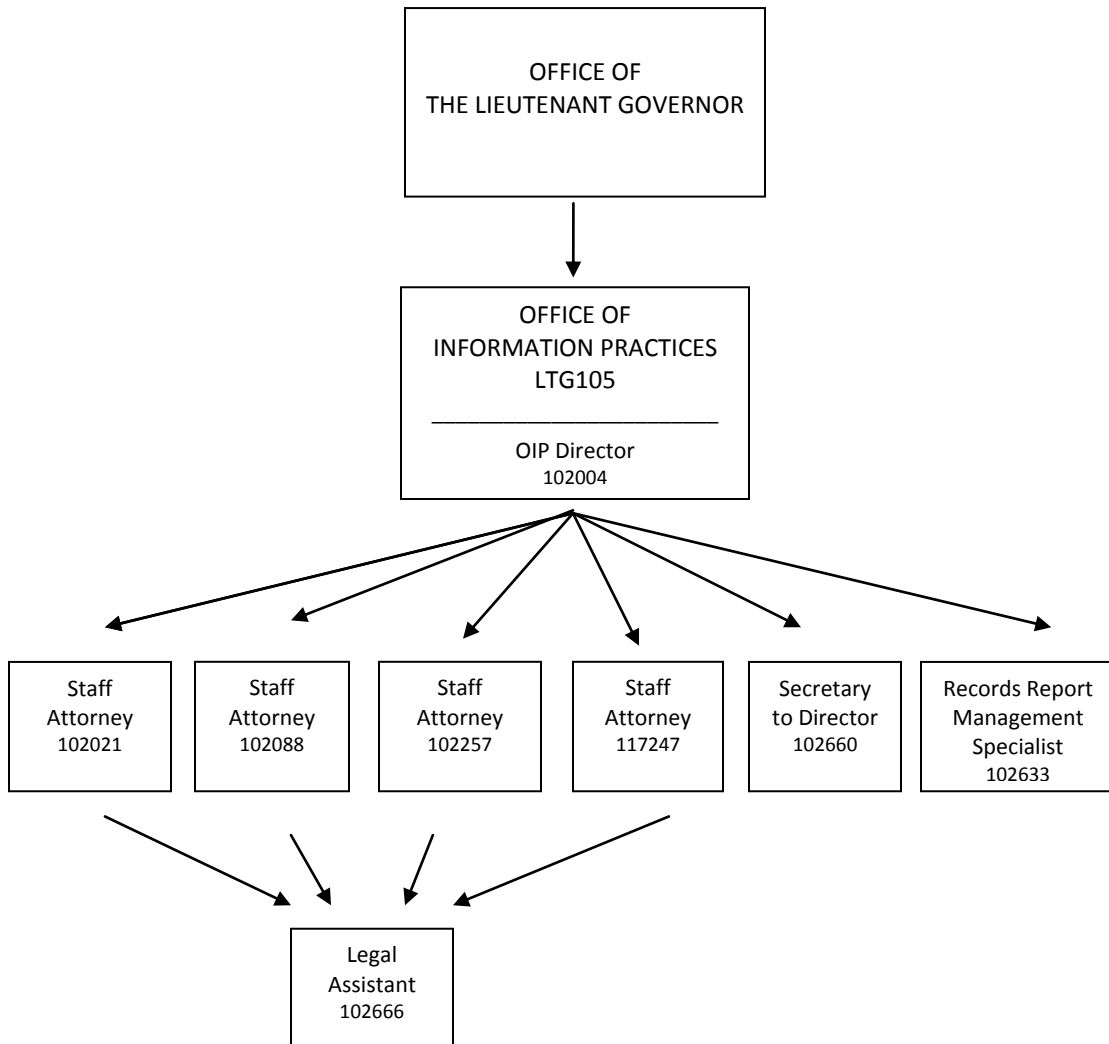 OFFICE OF
THE LIEUTENANT GOVERNOR
OFFICE OF
INFORMATION PRACTICES
LTG105
OIP Director
102004
Staff
Attorney
102021
Staff
Attorney
102088
Staff
Attorney
102257
Staff
Attorney
117247
Secretary
to Director
102660
Records Report
Management
Specialist
102633
Legal
Assistant
102666